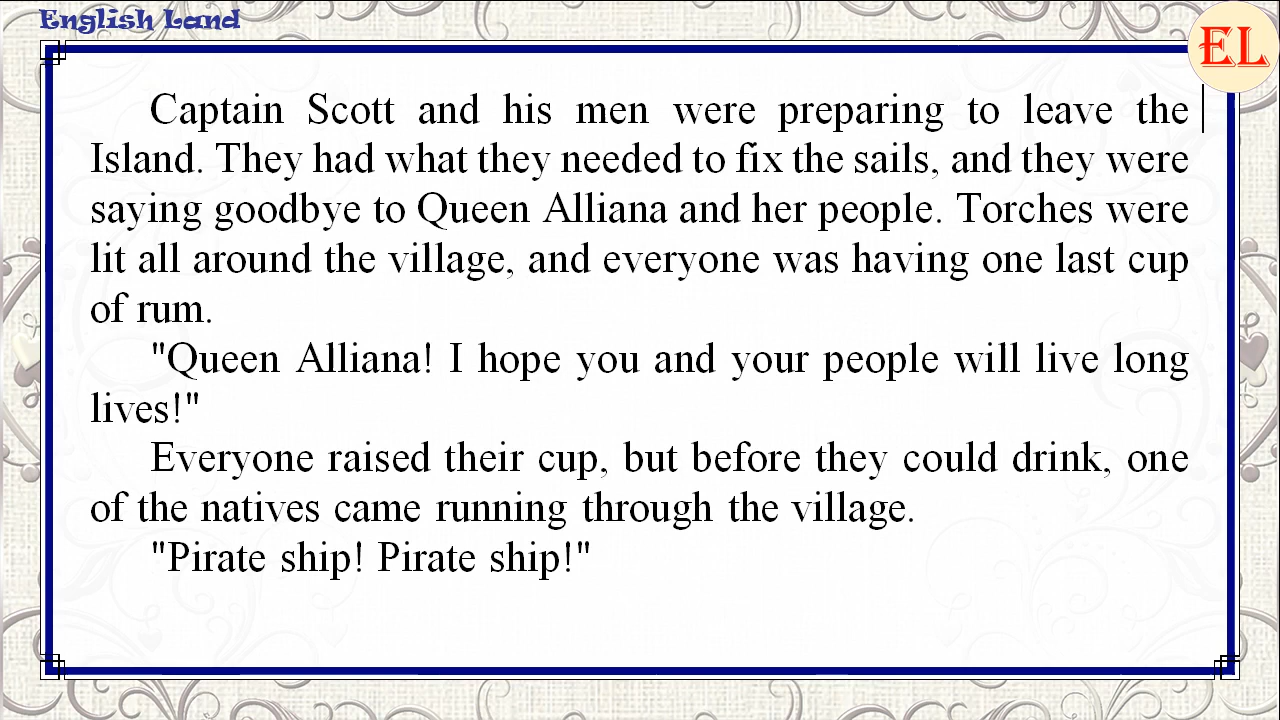 English Land
EL
Captain Scott and his men were preparing to leave the
Island. They had what they needed to fix the sails, and they were
saying goodbye to Queen Alliana and her people. Torches were
lit all around the village, and everyone was having one last cup
of rum.
"Queen Alliana! I hope you and your people will live long
lives!"
Everyone raised their cup, but before they could drink, one
of the natives came running through the village.
"Pirate ship! Pirate ship!"